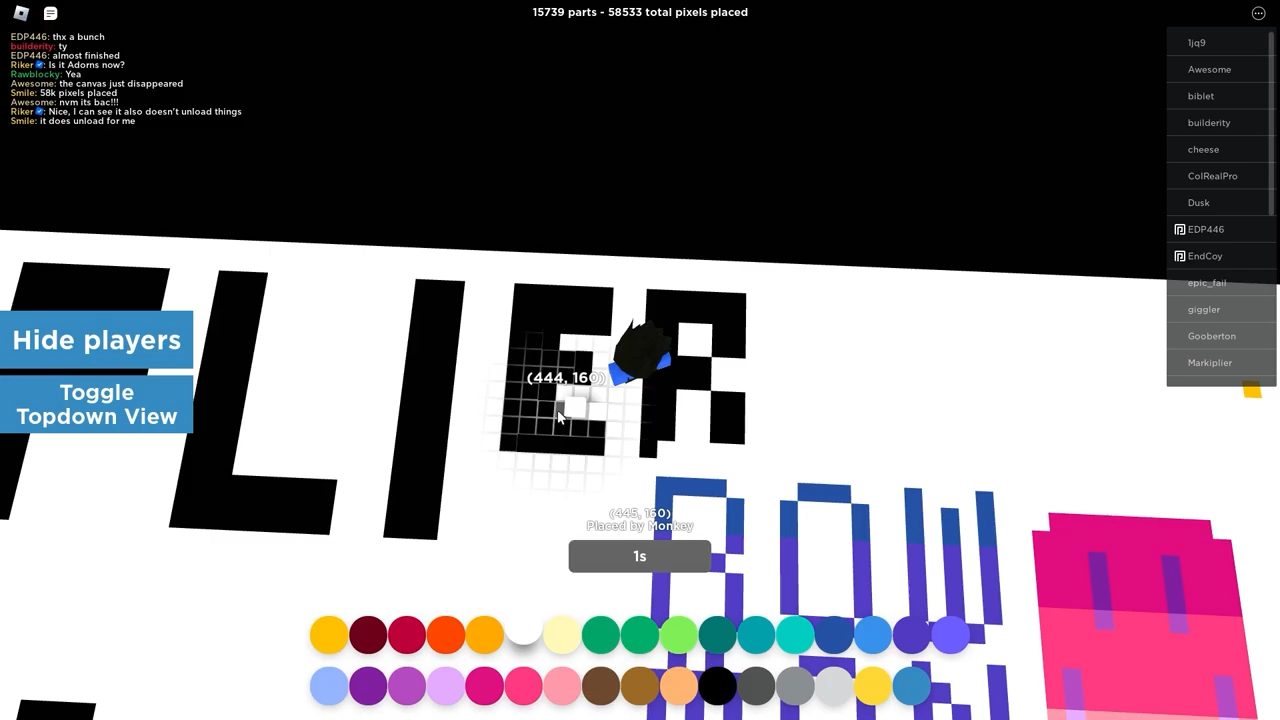 15739 parts - 58533 total pixels placed
EDP446: thx a bunch
builderity: ty
EDP446: almost finished
Riker: Is it Adorns now?
Rawblocky: Yea
Awesome: the canvas just disappeared
Smile: 58k pixels placed
Awesome: nvm its bac!!!
Riker: Nice, I can see it also doesn't unload things
Smile: it does unload for me
1jq9
Awesome
biblet
builderity
cheese
ColRealPro
Dusk
EDP446
EndCoy
epic_fail
giggler
Gooberton
Markiplier
Hide players
Toggle
Topdown View
(444, 160)
(445, 160)
Placed by Monkey
1s